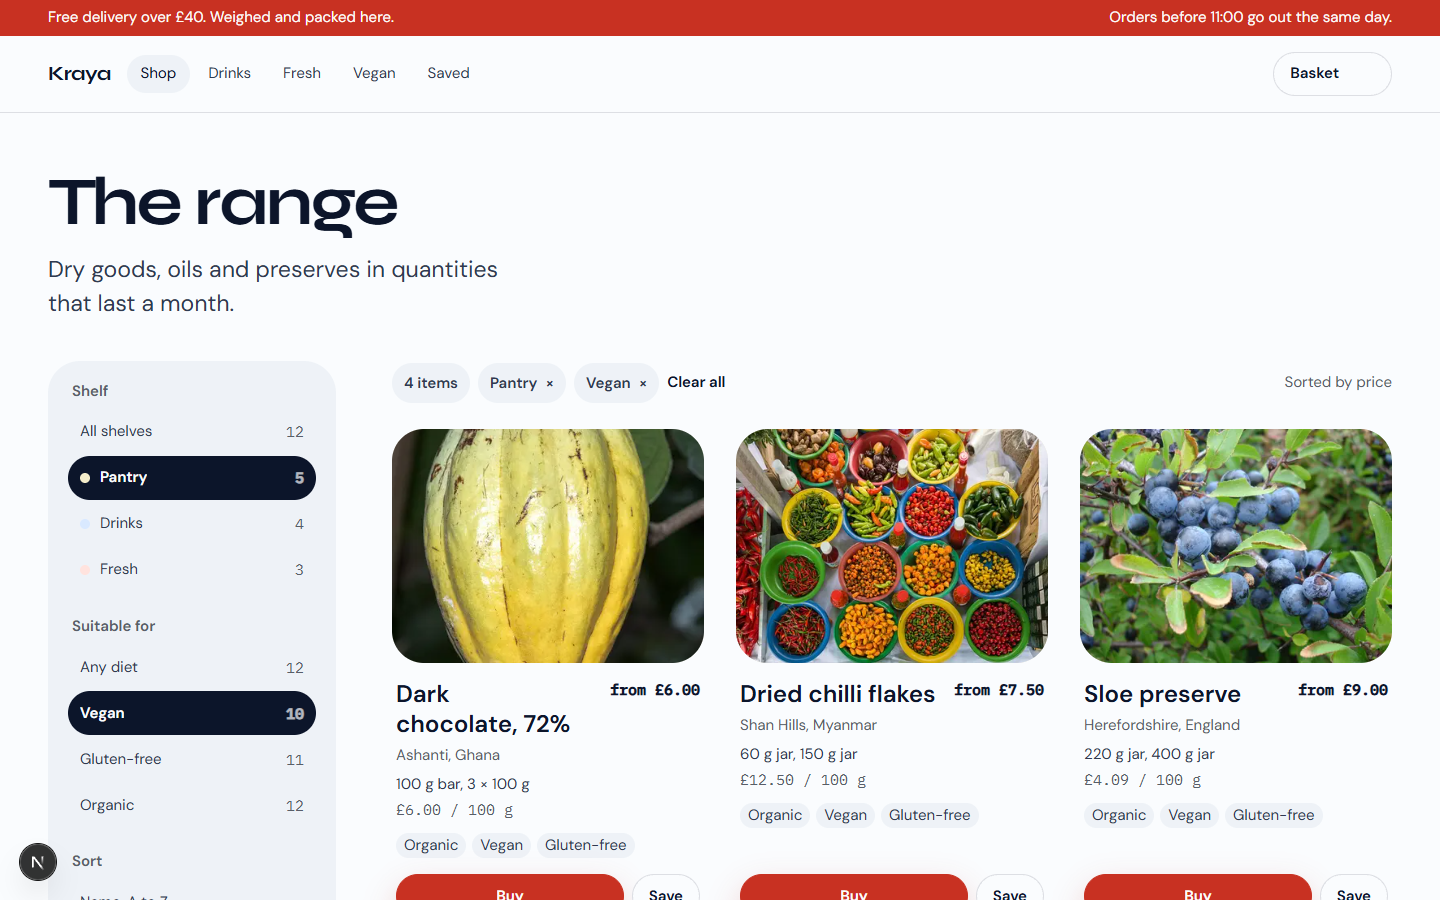 Free delivery over £40. Weighed and packed here.
Orders before 11:00 go out the same day.
Kraya
Shop
Drinks
Fresh
Vegan
Saved
Basket
The range
Dry goods, oils and preserves in quantities
that last a month.
Shelf
All shelves 12
Pantry 5
Drinks 4
Fresh 3
Suitable for
Any diet 12
Vegan 10
Gluten-free 11
Organic 12
Sort
Name, A to Z
4 items
Pantry ×
Vegan ×
Clear all
Sorted by price
Dark
chocolate, 72%
from £6.00
Ashanti, Ghana
100 g bar, 3 × 100 g
£6.00 / 100 g
Organic Vegan Gluten-free
Buy Save
Dried chilli flakes
from £7.50
Shan Hills, Myanmar
60 g jar, 150 g jar
£12.50 / 100 g
Organic Vegan Gluten-free
Buy Save
Sloe preserve
from £9.00
Herefordshire, England
220 g jar, 400 g jar
£4.09 / 100 g
Organic Vegan Gluten-free
Buy Save
N